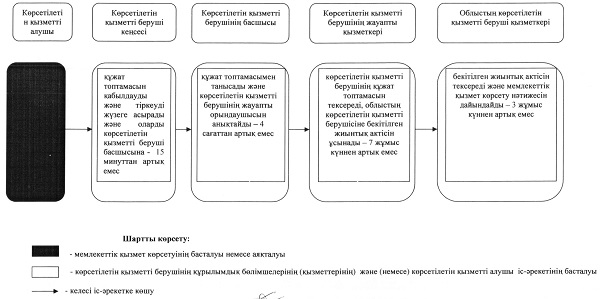 Көрсетілеті
н қызметті
алушы
Көрсетілетін
қызметті беруші
кеңсесі
Көрсетілетін қызметті
берушінің басшысы
Көрсетілетін қызметті
берушінің жауапты
қызметкері
Облыстың көрсетілетін
қызметті беруші қызметкері
құжат
топтамасын
қабылдауды
және тіркеуді
жүзеге асырады
және оларды
көрсетілетін
қызметті беруші
басшысына - 15
минуттан артық
емес
құжат топтамасымен
танысады және
көрсетілетін қызметті
берушінің жауапты
орындаушысын
анықтайды – 4
сағаттан артық емес
көрсетілетін қызметті
берушінің құжат
топтамасын
тексереді, облыстың
көрсетілетін қызметті
берушісіне бекітілген
жиынтық актісін
ұсынады – 7 жұмыс
күннен артық емес
бекітілген жиынтық актісін
тексереді және мемлекеттік
қызмет көрсету нәтижесін
дайындайды – 3 жұмыс
күннен артық емес
Шартты көрсету:
- мемлекеттік қызмет көрсетуінің басталуы немесе аяқталуы
- көрсетілетін қызметті берушінің құрылымдық бөлімшелерінің (қызметтерінің) және (немесе) көрсетілетін қызметті алушы іс-әрекетінің басталуы
- келесі іс-әрекетке көшу